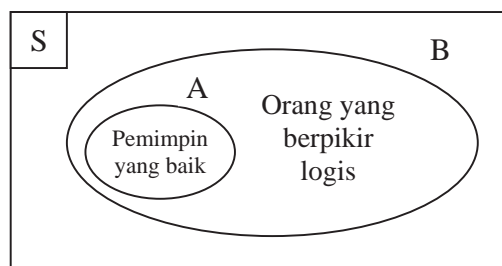 S
B
A
Orang yang
berpikir
logis
Pemimpin
yang baik